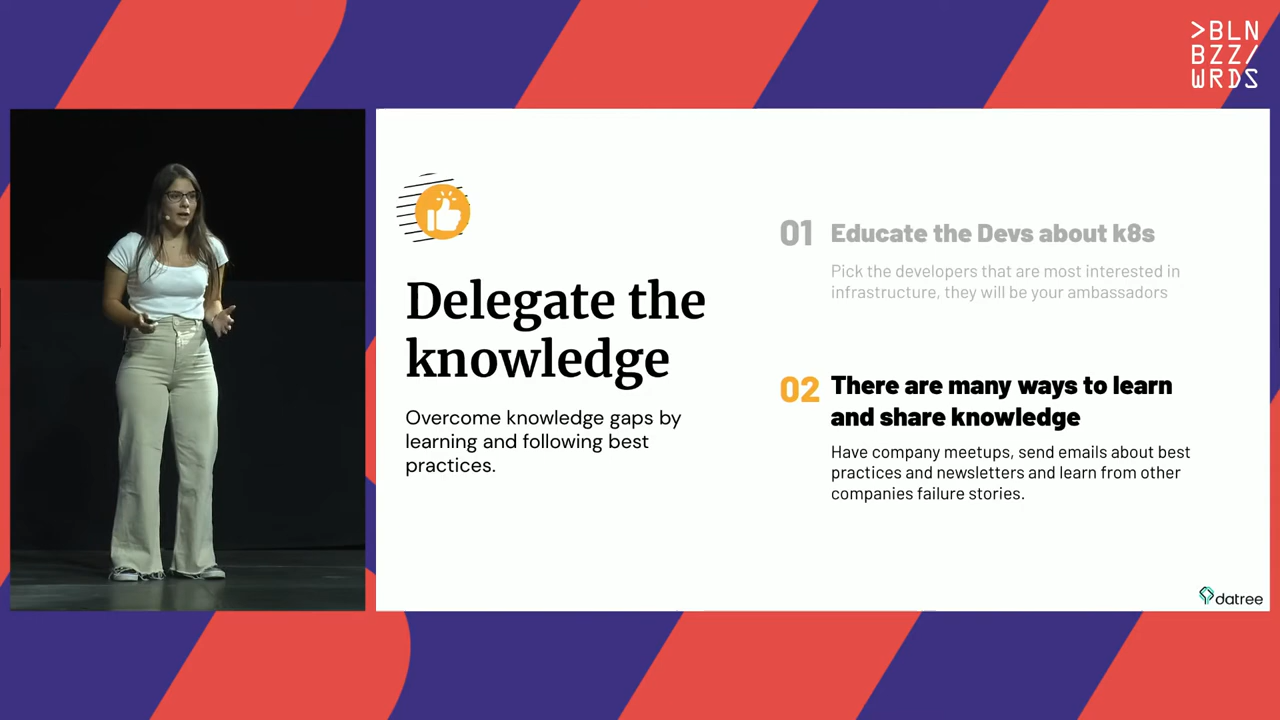 >BLN
BZZ/
WRDS
Delegate the
knowledge
Overcome knowledge gaps by
learning and following best
practices.
01 Educate the Devs about k8s
Pick the developers that are most interested in
infrastructure, they will be your ambassadors
02 There are many ways to learn
and share knowledge
Have company meetups, send emails about best
practices and newsletters and learn from other
companies failure stories.
datree